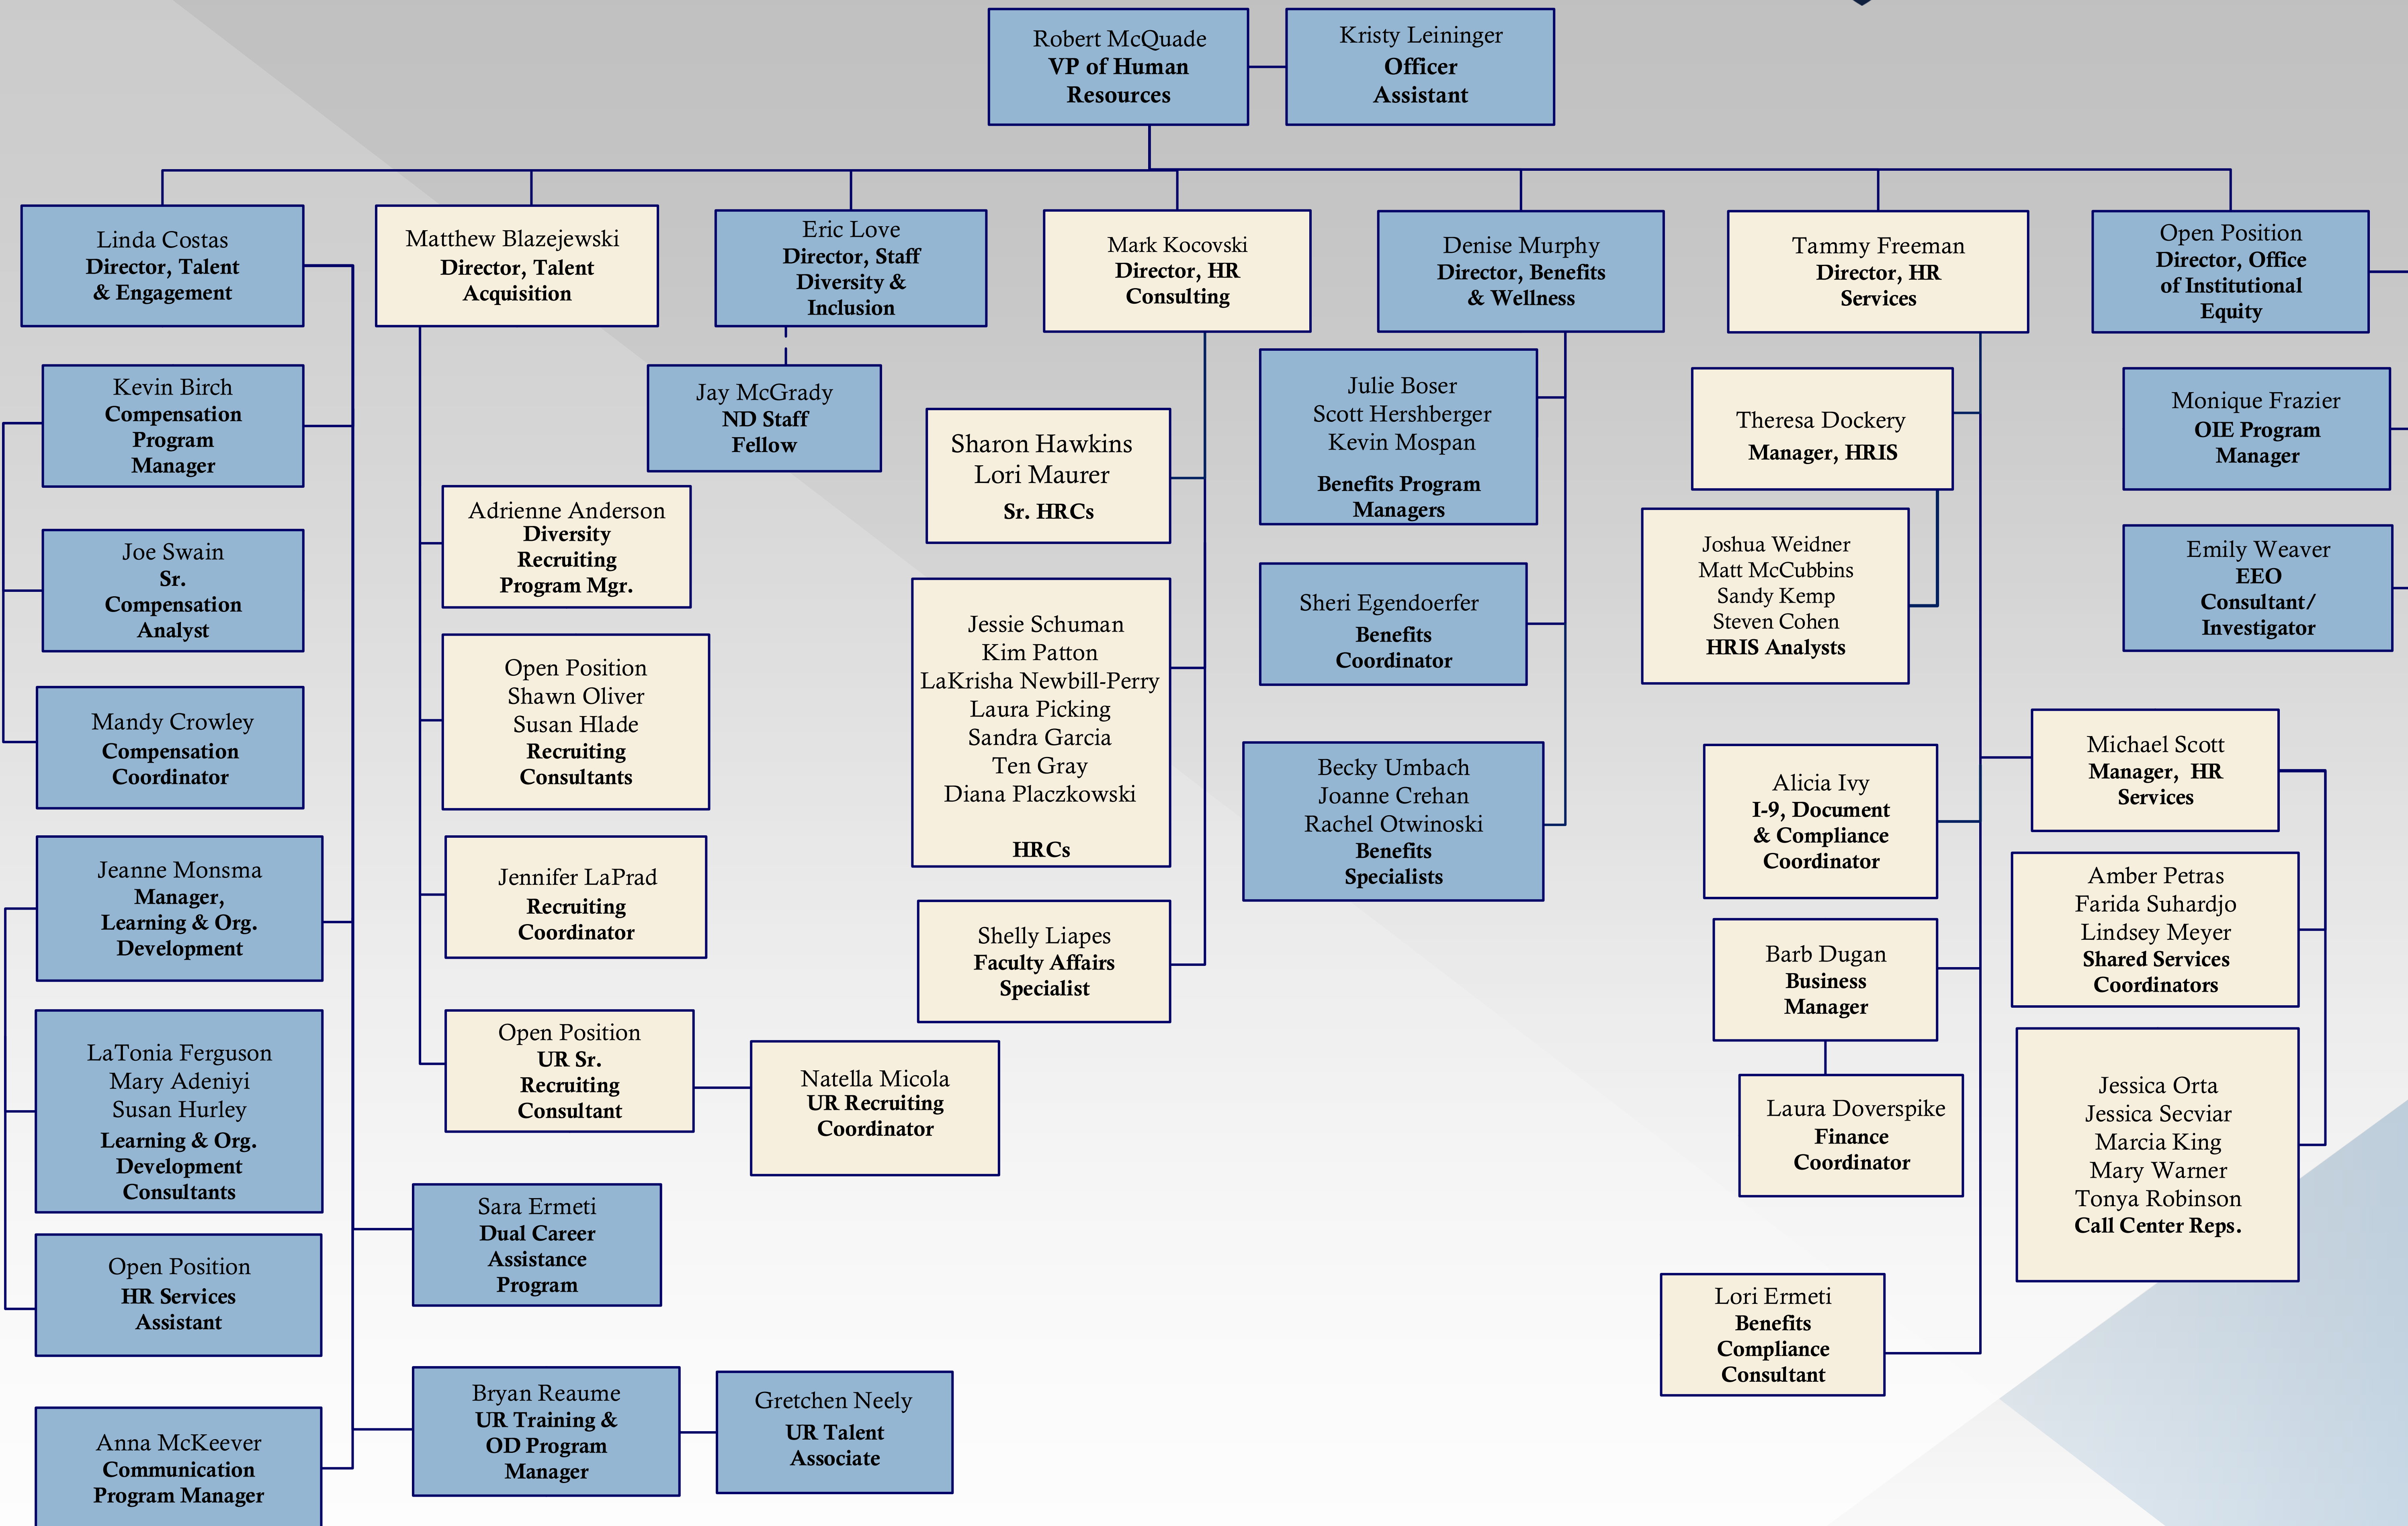 Robert McQuade
VP of Human
Resources
Kristy Leininger
Officer
Assistant
Linda Costas
Director, Talent
& Engagement
Matthew Blazejewski
Director, Talent
Acquisition
Eric Love
Director, Staff
Diversity &
Inclusion
Mark Kocovski
Director, HR
Consulting
Denise Murphy
Director, Benefits
& Wellness
Tammy Freeman
Director, HR
Services
Open Position
Director, Office
of Institutional
Equity
Kevin Birch
Compensation
Program
Manager
Joe Swain
Sr.
Compensation
Analyst
Mandy Crowley
Compensation
Coordinator
Jeanne Monsma
Manager,
Learning & Org.
Development
LaTonia Ferguson
Mary Adeniyi
Susan Hurley
Learning & Org.
Development
Consultants
Open Position
HR Services
Assistant
Anna McKeever
Communication
Program Manager
Sara Ermeti
Dual Career
Assistance
Program
Bryan Reaume
UR Training &
OD Program
Manager
Gretchen Neely
UR Talent
Associate
Adrienne Anderson
Diversity
Recruiting
Program Mgr.
Open Position
Shawn Oliver
Susan Hlade
Recruiting
Consultants
Jennifer LaPrad
Recruiting
Coordinator
Open Position
UR Sr.
Recruiting
Consultant
Natella Micola
UR Recruiting
Coordinator
Jay McGrady
ND Staff
Fellow
Sharon Hawkins
Lori Maurer
Sr. HRCs
Jessie Schuman
Kim Patton
LaKrisha Newbill-Perry
Laura Picking
Sandra Garcia
Ten Gray
Diana Placzkowski
HRCs
Shelly Liapes
Faculty Affairs
Specialist
Julie Boser
Scott Hershberger
Kevin Mospan
Benefits Program
Managers
Sheri Egendoerfer
Benefits
Coordinator
Becky Umbach
Joanne Crehan
Rachel Otwinoski
Benefits
Specialists
Theresa Dockery
Manager, HRIS
Joshua Weidner
Matt McCubbins
Sandy Kemp
Steven Cohen
HRIS Analysts
Alicia Ivy
I-9, Document
& Compliance
Coordinator
Barb Dugan
Business
Manager
Laura Doverspike
Finance
Coordinator
Lori Ermeti
Benefits
Compliance
Consultant
Michael Scott
Manager, HR
Services
Amber Petras
Farida Suhardjo
Lindsey Meyer
Shared Services
Coordinators
Jessica Orta
Jessica Secviar
Marcia King
Mary Warner
Tonya Robinson
Call Center Reps.
Monique Frazier
OIE Program
Manager
Emily Weaver
EEO
Consultant/
Investigator